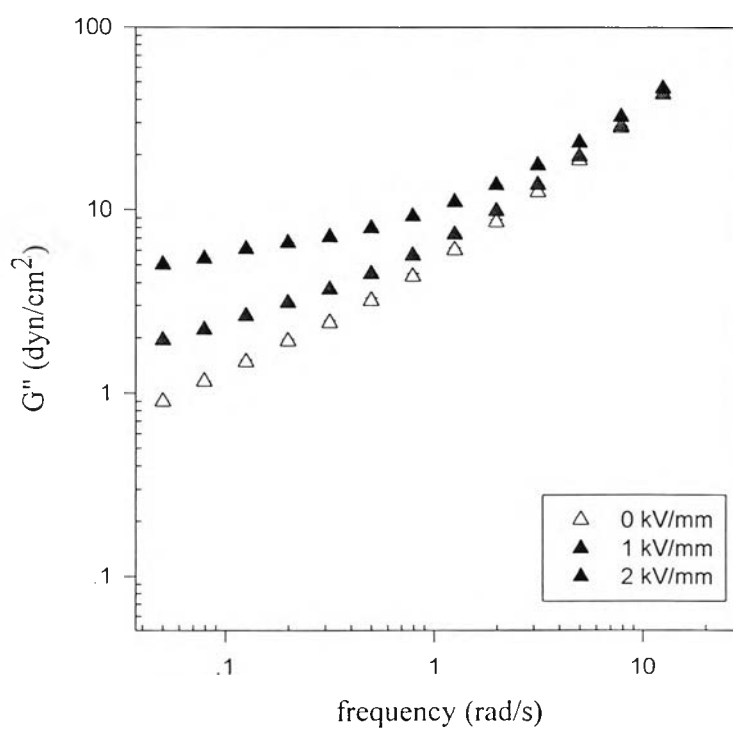 100
10
1
.1
G" (dyn/cm2)
.1
1
10
frequency (rad/s)
0 kV/mm
1 kV/mm
2 kV/mm